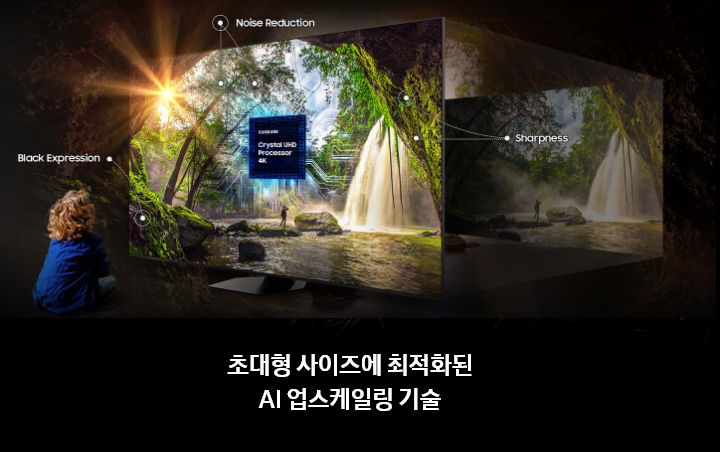 Noise Reduction
SAMSUNG
Crystal UHD
Processor
4K
Sharpness
Black Expression
초대형 사이즈에 최적화된
AI 업스케일링 기술